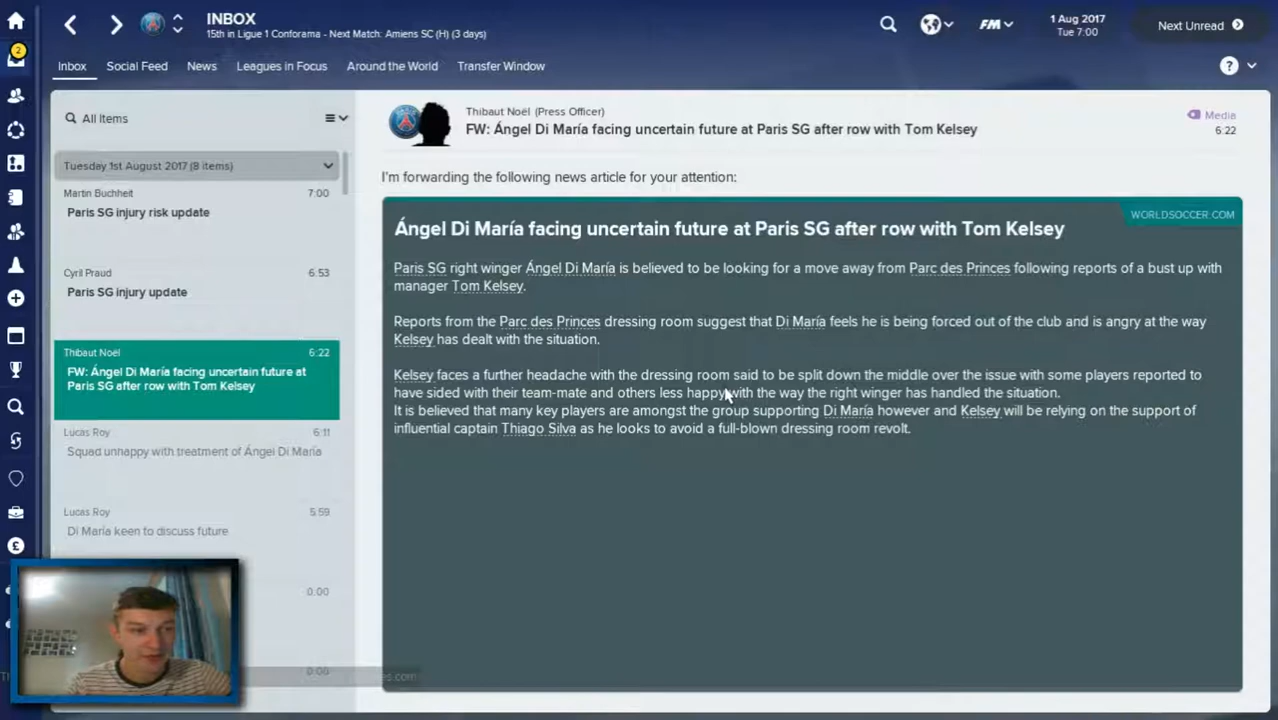 INBOX
15th in Ligue 1 Conforama - Next Match: Amiens SC (H) (3 days)
FM
1 Aug 2017
Tue 7:00
Next Unread
2
Inbox
Social Feed
News
Leagues in Focus
Around the World
Transfer Window
?
All Items
Tuesday 1st August 2017 (8 items)
Martin Buchheit 7:00
Paris SG injury risk update
Cyril Praud 6:53
Paris SG injury update
Thibaut Noël 6:22
FW: Ángel Di María facing uncertain future at
Paris SG after row with Tom Kelsey
Lucas Roy 6:11
Squad unhappy with treatment of Ángel Di María
Lucas Roy 5:59
Di María keen to discuss future
0:00
0:00
Thibaut Noël (Press Officer)
FW: Ángel Di María facing uncertain future at Paris SG after row with Tom Kelsey
Media
6:22
I'm forwarding the following news article for your attention:
WORLDSOCCER.COM
Ángel Di María facing uncertain future at Paris SG after row with Tom Kelsey
Paris SG right winger Ángel Di María is believed to be looking for a move away from Parc des Princes following reports of a bust up with
manager Tom Kelsey.
Reports from the Parc des Princes dressing room suggest that Di María feels he is being forced out of the club and is angry at the way
Kelsey has dealt with the situation.
Kelsey faces a further headache with the dressing room said to be split down the middle over the issue with some players reported to
have sided with their team-mate and others less happy with the way the right winger has handled the situation.
It is believed that many key players are amongst the group supporting Di María however and Kelsey will be relying on the support of
influential captain Thiago Silva as he looks to avoid a full-blown dressing room revolt.